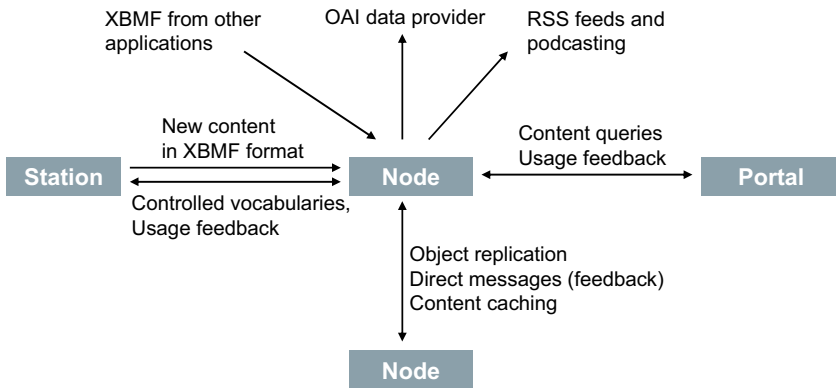 XBMF from other
applications
OAI data provider
RSS feeds and
podcasting
New content
in XBMF format
Content queries
Usage feedback
Station
Node
Portal
Controlled vocabularies,
Usage feedback
Object replication
Direct messages (feedback)
Content caching
Node